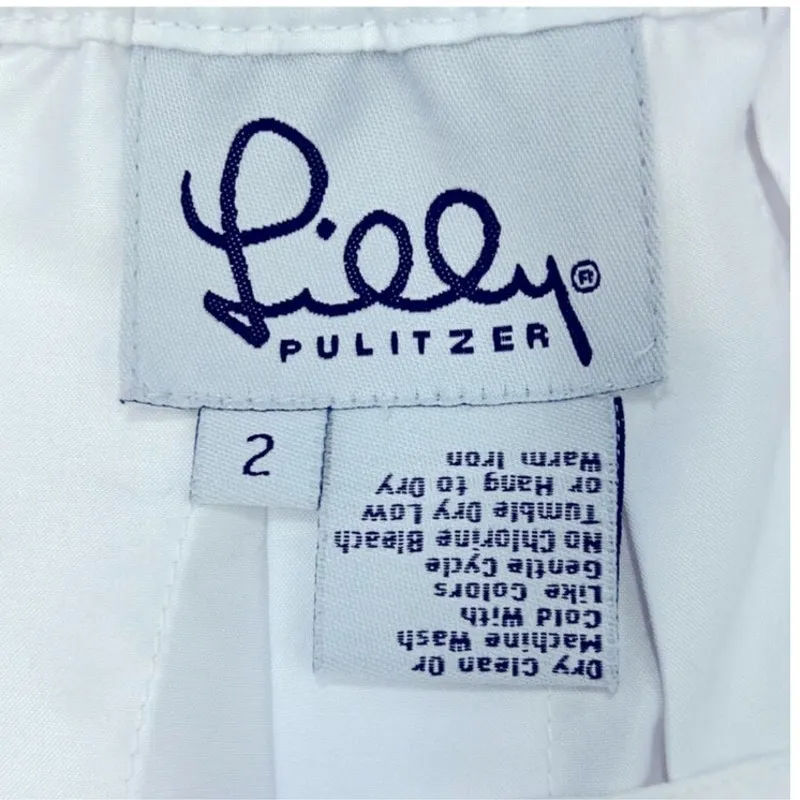 Lilly®
PULITZER
2
Dry Clean Or
Machine Wash
Cold With
Like Colors
Gentle Cycle
No Chlorine Bleach
Tumble Dry Low
or Hang to Dry
Warm Iron